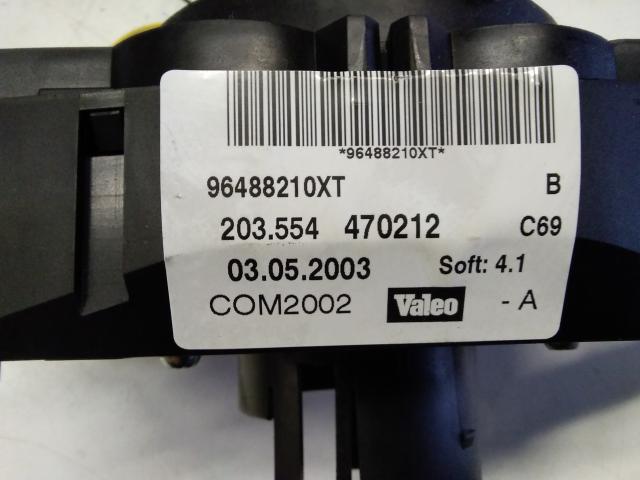 *96488210XT*
96488210XT B
203.554 470212 C69
03.05.2003 Soft: 4.1
COM2002 Valeo - A